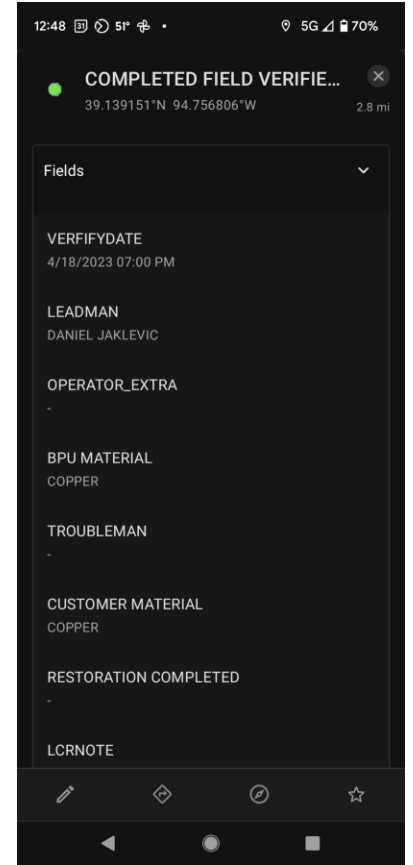 12:48 31 51° •
5G 70%
COMPLETED FIELD VERIFIE...
39.139151°N 94.756806°W
2.8 mi
Fields
VERFIFYDATE
4/18/2023 07:00 PM
LEADMAN
DANIEL JAKLEVIC
OPERATOR_EXTRA
-
BPU MATERIAL
COPPER
TROUBLEMAN
-
CUSTOMER MATERIAL
COPPER
RESTORATION COMPLETED
-
LCRNOTE